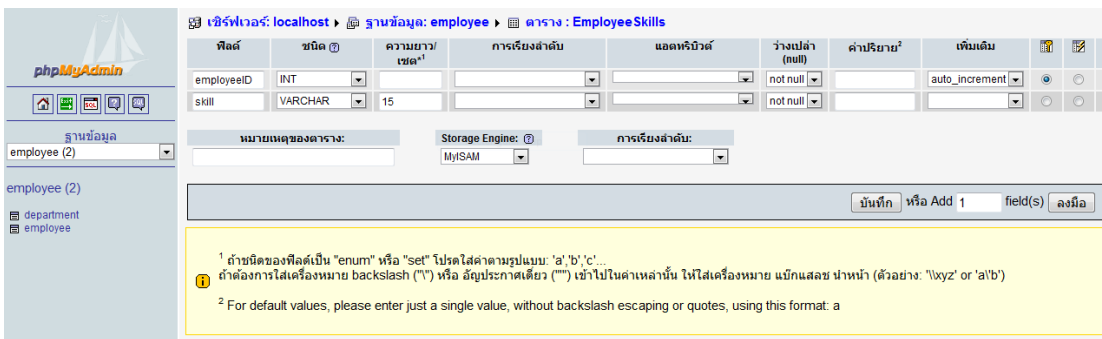 เซิร์ฟเวอร์: localhost ▸ ฐานข้อมูล: employee ▸ ตาราง : EmployeeSkills
phpMyAdmin
ฐานข้อมูล
employee (2)
employee (2)
department
employee
ฟิลด์ ชนิด ความยาว/เซต*1 การเรียงลำดับ แอตทริบิวต์ ว่างเปล่า (null) ค่าปริยาย2 เพิ่มเติม
employeeID INT not null auto_increment
skill VARCHAR 15 not null
หมายเหตุของตาราง: Storage Engine: การเรียงลำดับ:
MyISAM
บันทึก หรือ Add 1 field(s) ลงมือ
1 ถ้าชนิดของฟิลด์เป็น "enum" หรือ "set" โปรดใส่ค่าตามรูปแบบ: 'a','b','c'...
ถ้าต้องการใส่เครื่องหมาย backslash ("\") หรือ อัญประกาศเดี่ยว ("'") เข้าไปในค่าเหล่านั้น ให้ใส่เครื่องหมาย แบ๊กแสลช นำหน้า (ตัวอย่าง: '\\xyz' or 'a\'b')
2 For default values, please enter just a single value, without backslash escaping or quotes, using this format: a